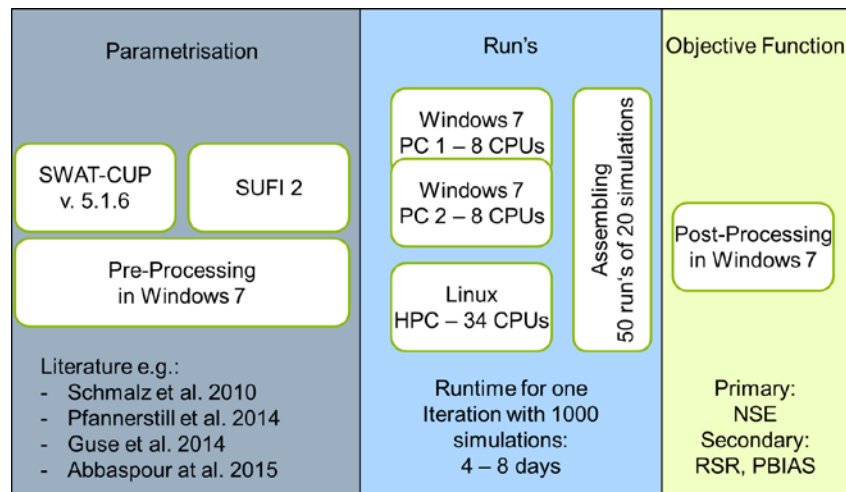 Parametrisation
SWAT-CUP
v. 5.1.6
SUFI 2
Pre-Processing
in Windows 7
Literature e.g.:
- Schmalz et al. 2010
- Pfannerstill et al. 2014
- Guse et al. 2014
- Abbaspour at al. 2015
Run's
Windows 7
PC 1 – 8 CPUs
Windows 7
PC 2 – 8 CPUs
Linux
HPC – 34 CPUs
Assembling
50 run's of 20 simulations
Runtime for one
Iteration with 1000
simulations:
4 – 8 days
Objective Function
Post-Processing
in Windows 7
Primary:
NSE
Secondary:
RSR, PBIAS